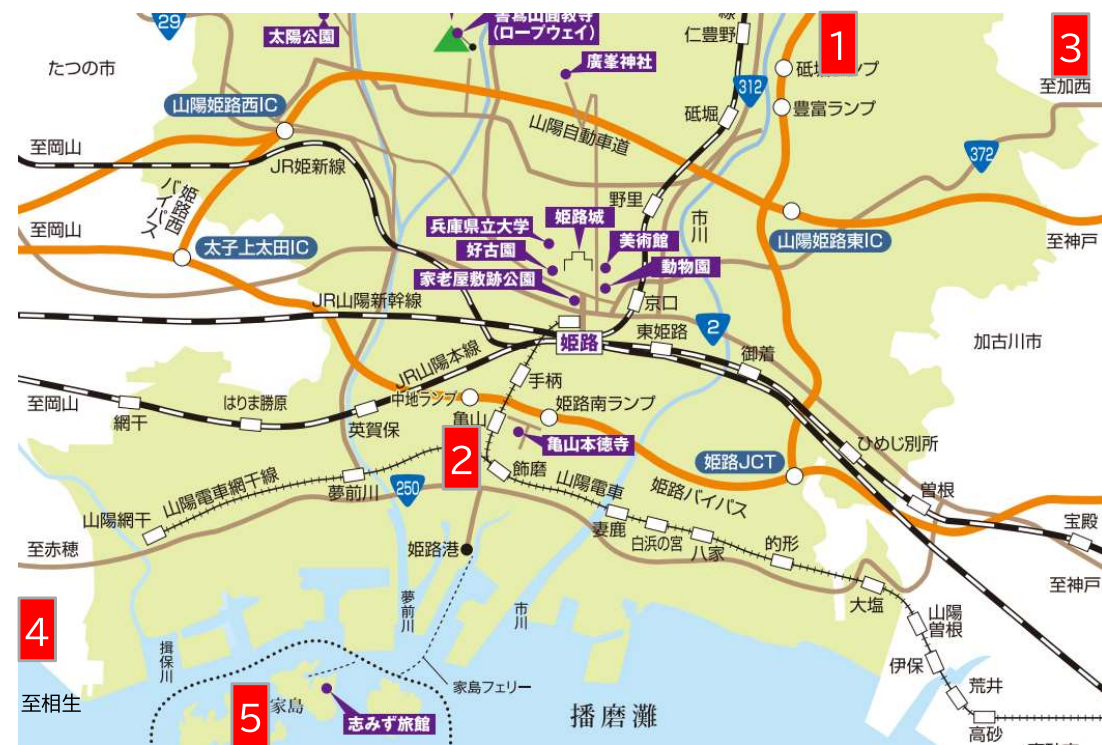 29
太陽公園
書寫山圓教寺
(ロープウェイ)
線
仁豊野
1
3
たつの市
廣峯神社
至加西
312
豊富ランプ
砥堀
山陽姫路西IC
山陽自動車道
372
至岡山
JR姫新線
姫路西
バイパス
野里
市川
至岡山
太子上太田IC
兵庫県立大学
姫路城
美術館
山陽姫路東IC
至神戸
好古園
動物園
家老屋敷跡公園
京口
JR山陽新幹線
姫路
東姫路
2
御着
加古川市
JR山陽本線
手柄
至岡山
網干
はりま勝原
英賀保
中地ランプ
亀山
姫路南ランプ
亀山本徳寺
ひめじ別所
2
飾磨
姫路JCT
山陽電車網干線
夢前川
250
山陽電車
姫路バイパス
曽根
山陽網干
妻鹿
白浜の宮
八家
的形
宝殿
至赤穂
姫路港
大塩
至神戸
夢前川
市川
山陽
曽根
4
揖保川
伊保
至相生
家島フェリー
荒井
5
家島
志みず旅館
播磨灘
高砂